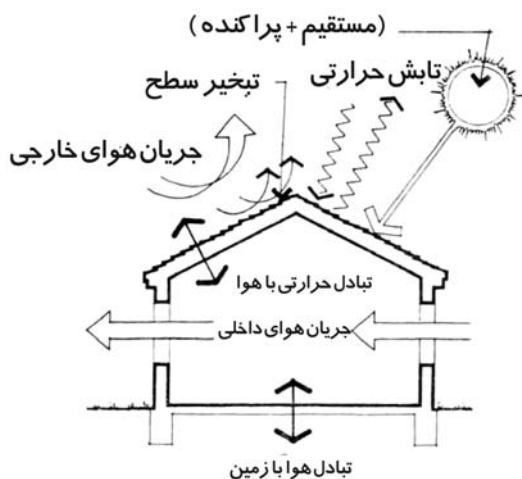 (مستقیم + پراکنده)
تابش حرارتی
تبخیر سطح
جریان هوای خارجی
تبادل حرارتی با هوا
جریان هوای داخلی
تبادل هوا با زمین